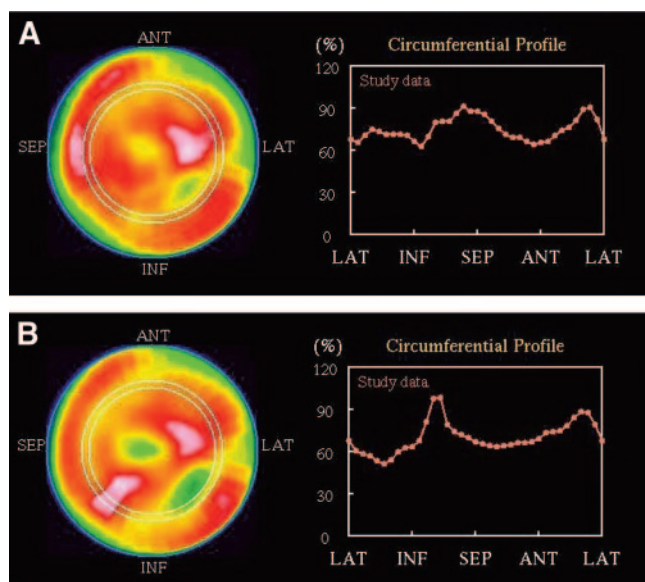 A
ANT
SEP
LAT
INF
(%)
Circumferential Profile
Study data
120
90
60
30
0
LAT INF SEP ANT LAT
B
ANT
SEP
LAT
INF
(%)
Circumferential Profile
Study data
120
90
60
30
0
LAT INF SEP ANT LAT